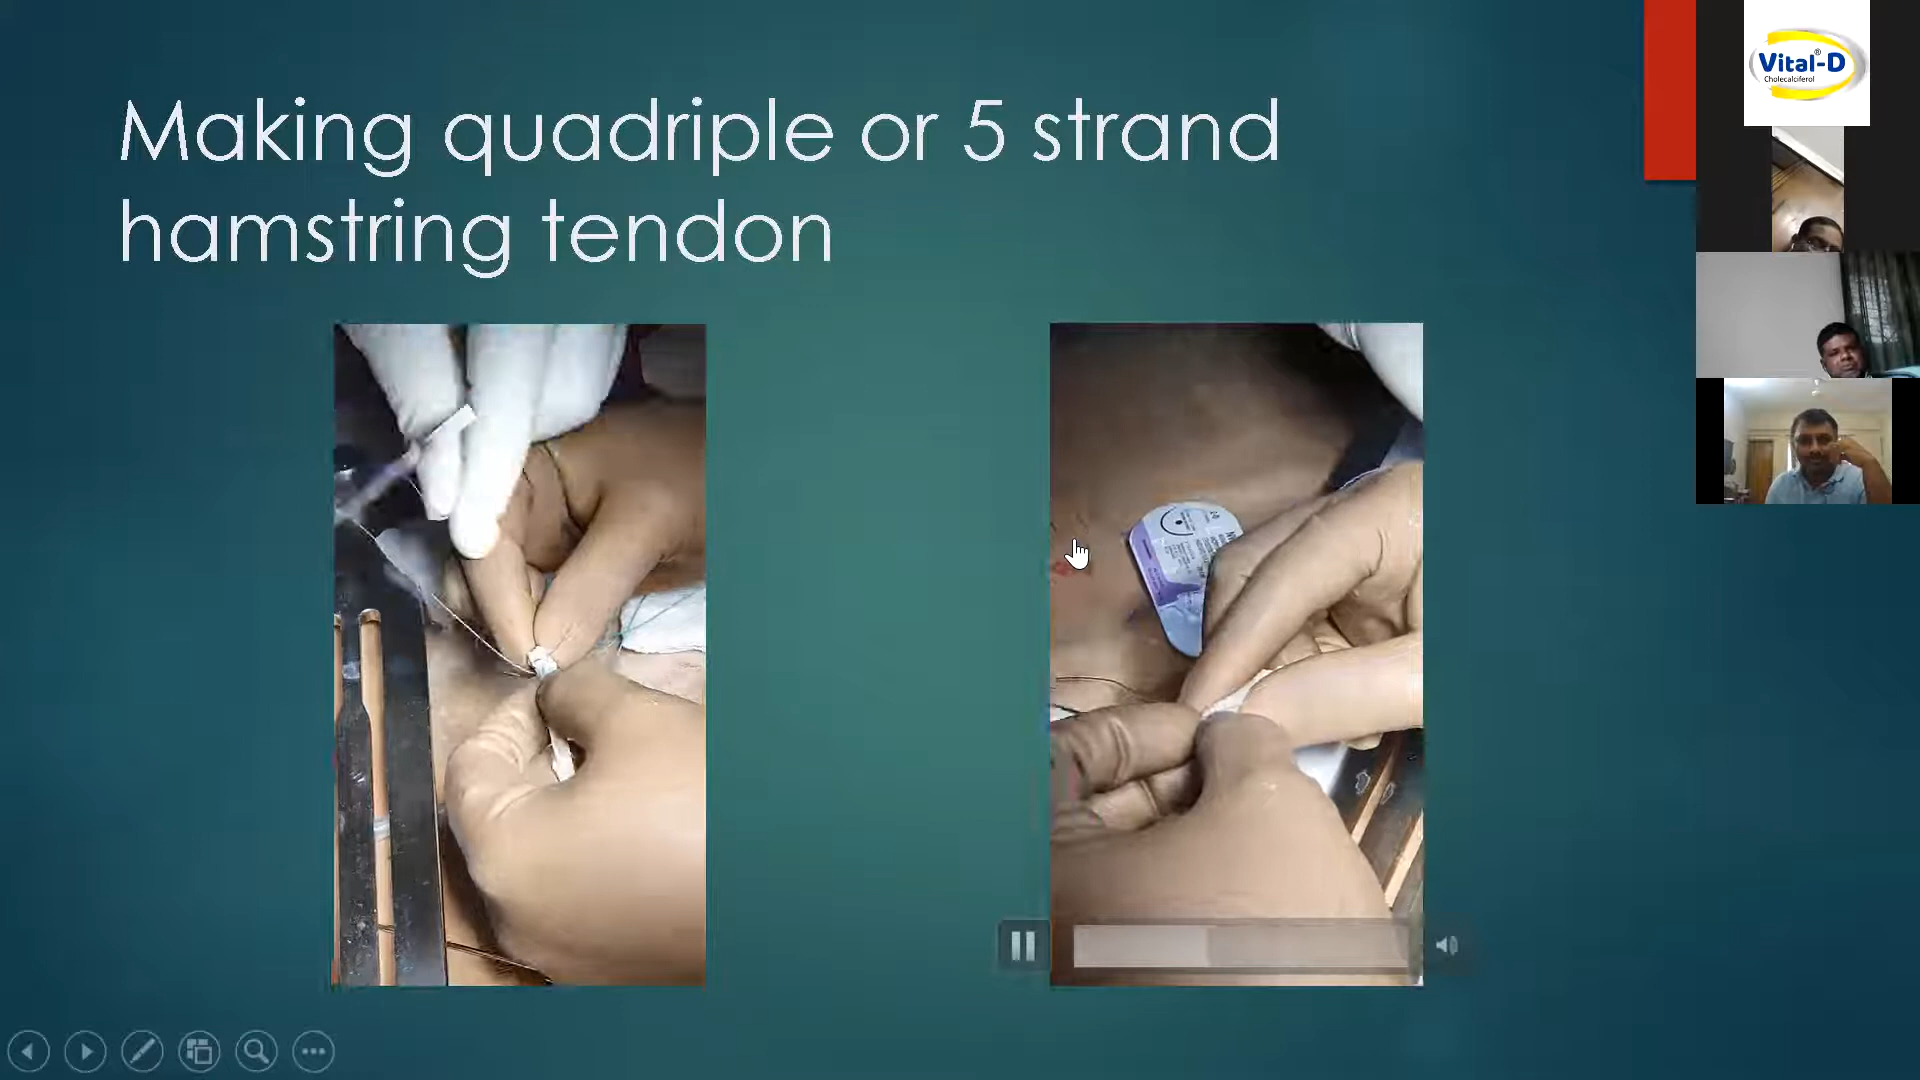 Making quadriple or 5 strand
hamstring tendon
Vital-D®
Cholecalciferol